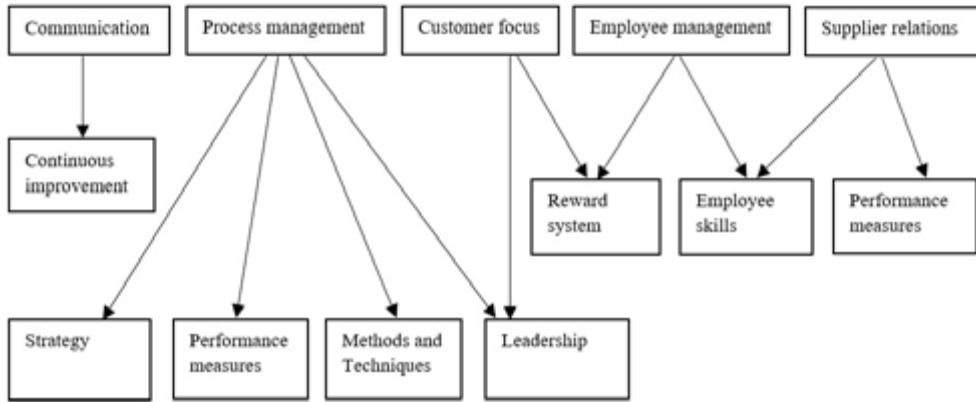 Communication
Process management
Customer focus
Employee management
Supplier relations
Continuous
improvement
Reward
system
Employee
skills
Performance
measures
Strategy
Performance
measures
Methods and
Techniques
Leadership